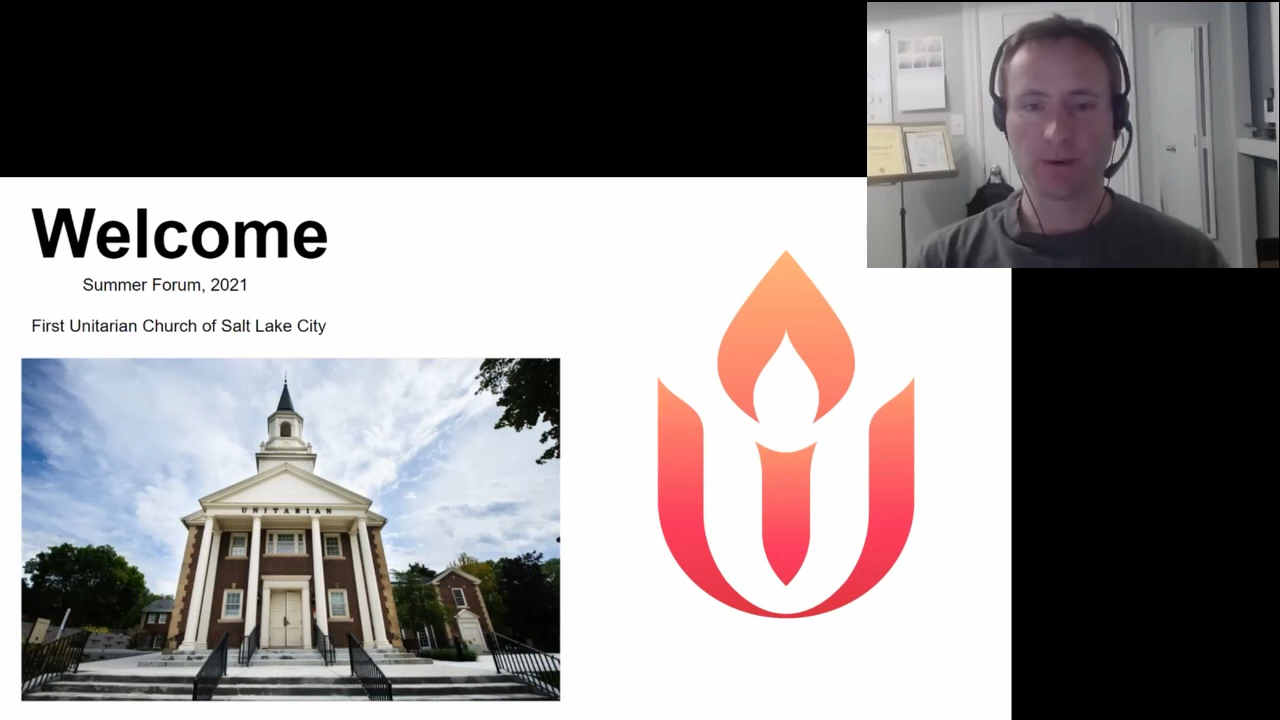 Welcome
Summer Forum, 2021
First Unitarian Church of Salt Lake City
UNITARIAN